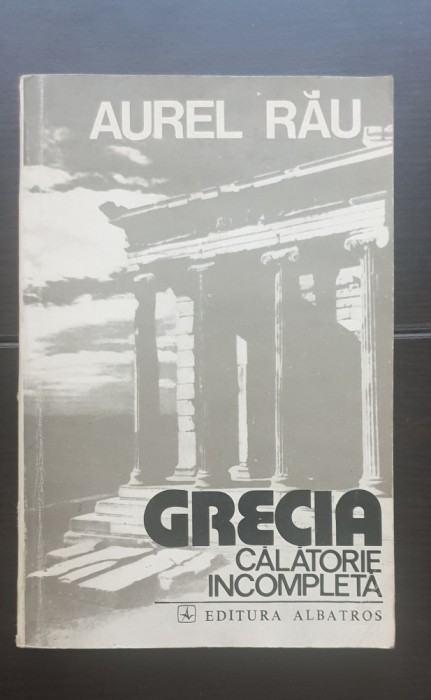 AUREL RĂU
GRECIA
CĂLĂTORIE
INCOMPLETĂ
EDITURA ALBATROS